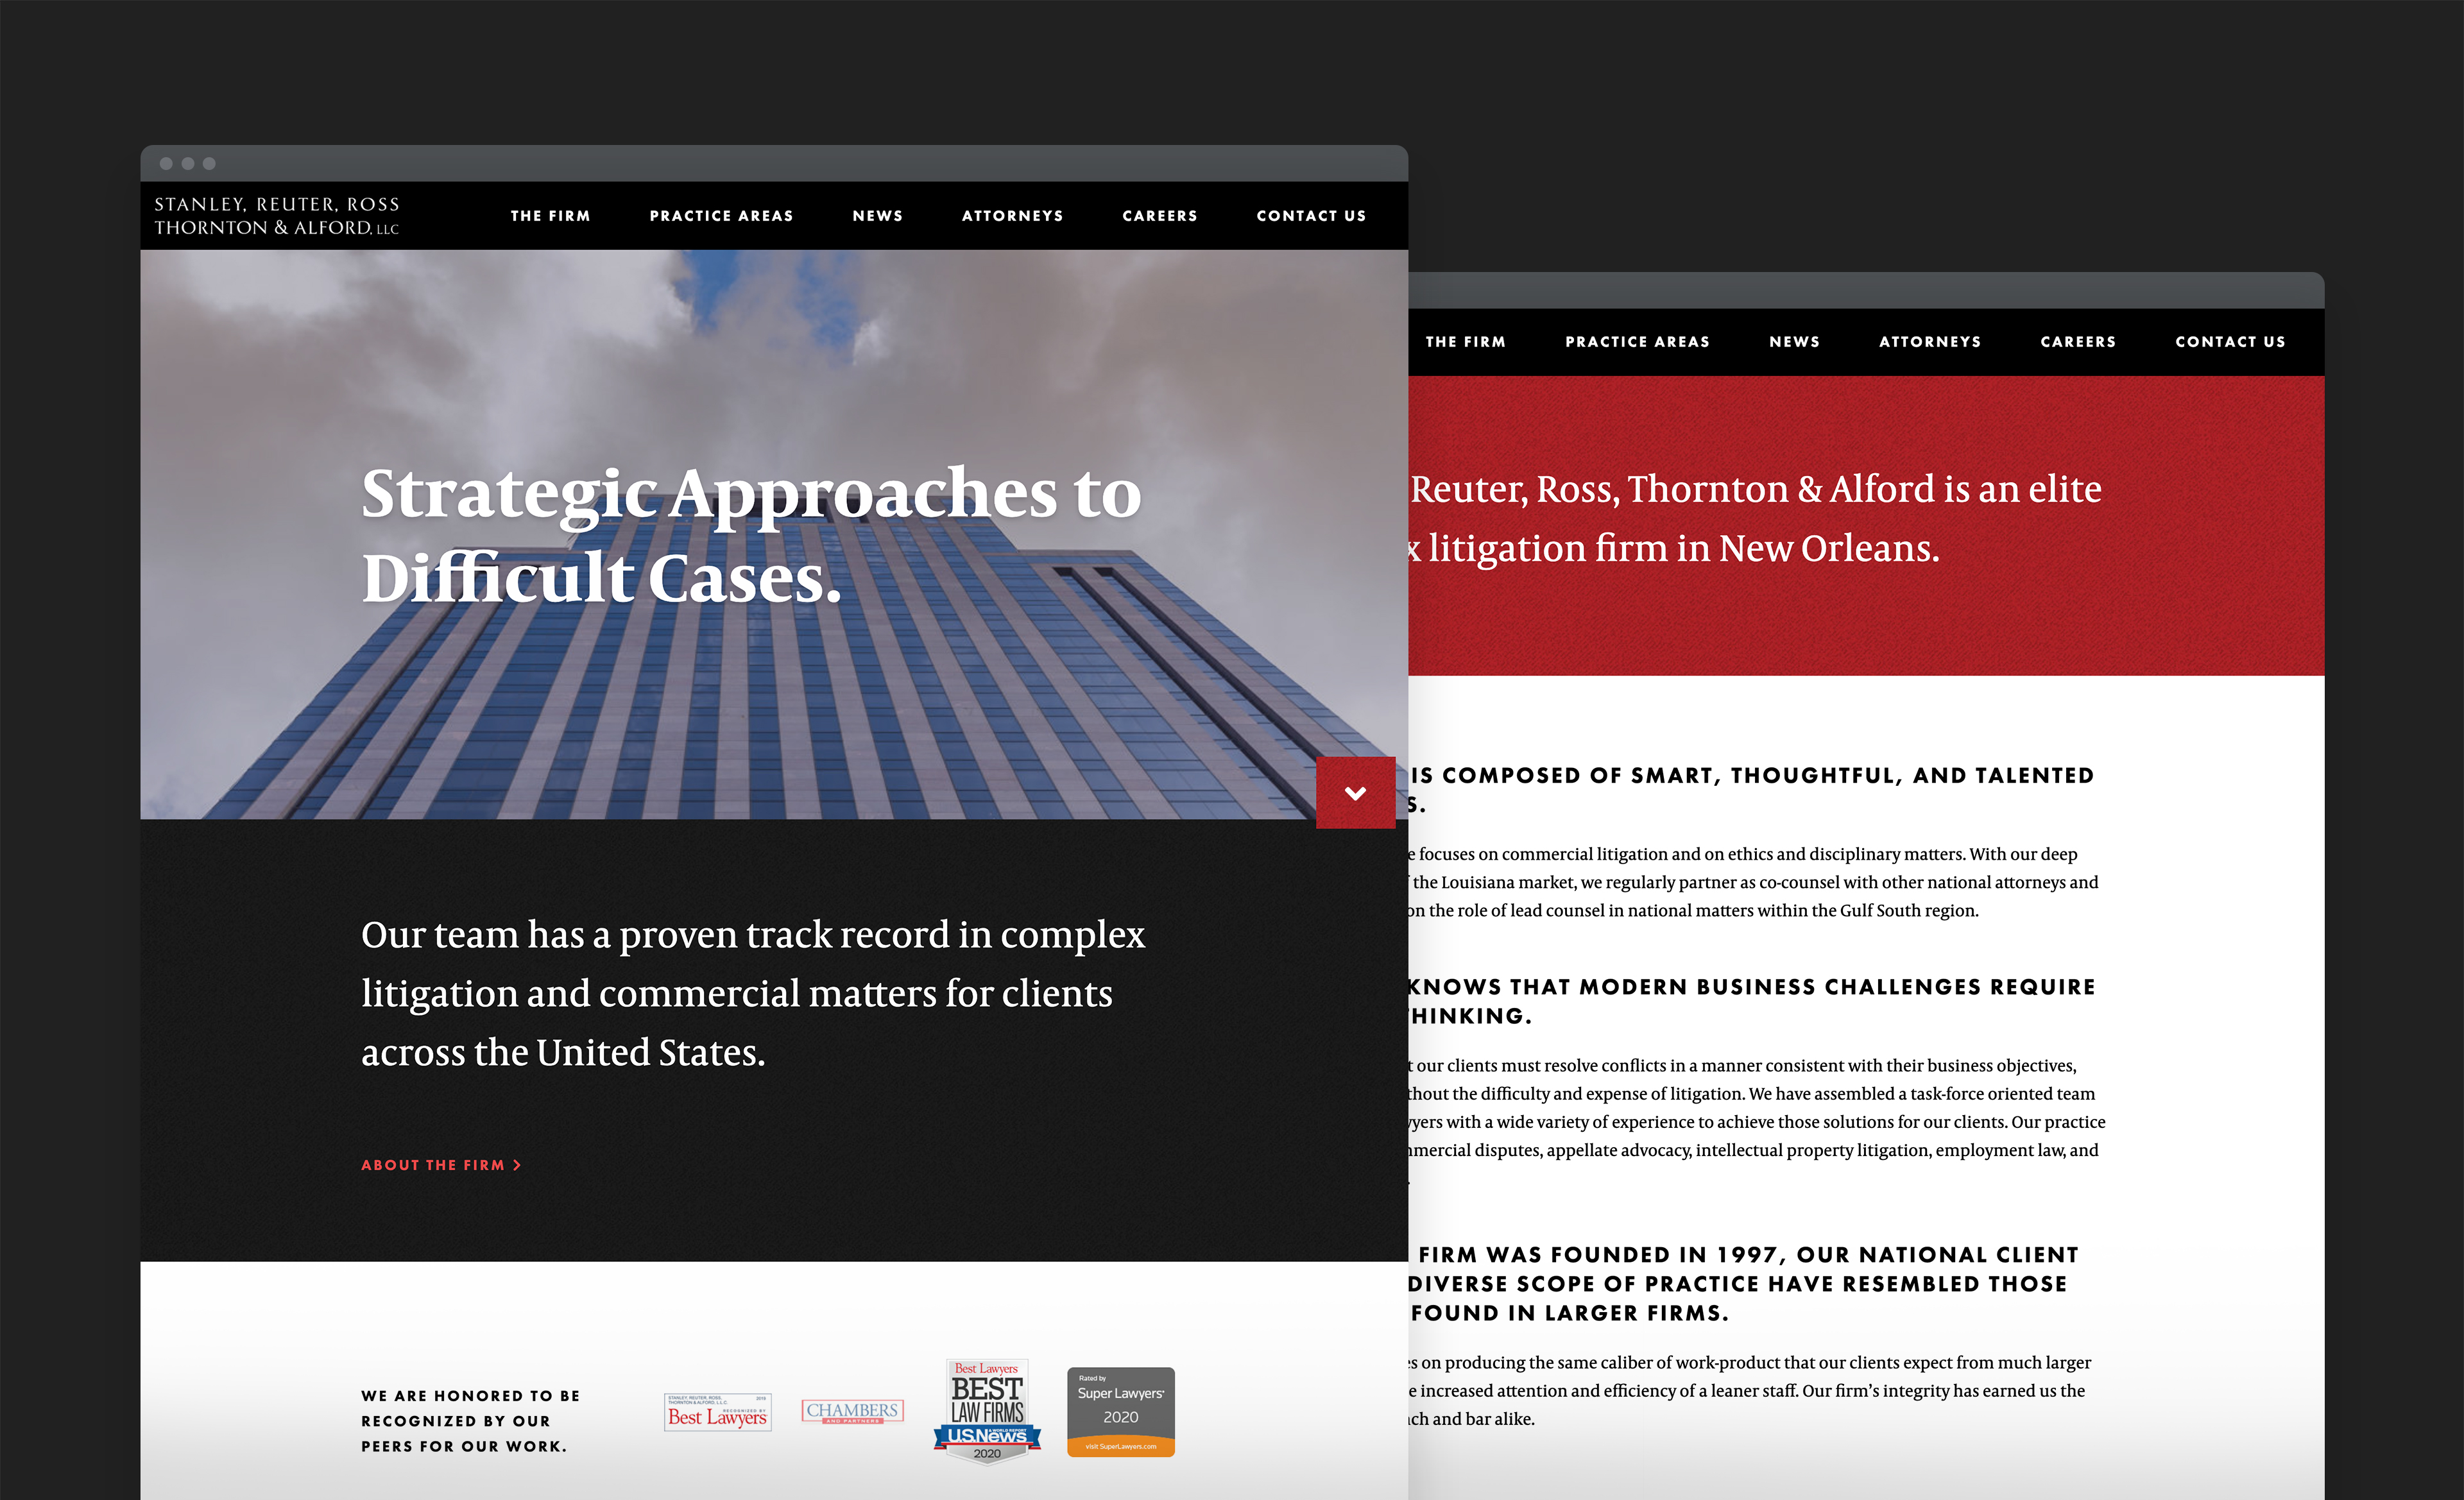 STANLEY, REUTER, ROSS
THORNTON & ALFORD, LLC
THE FIRM PRACTICE AREAS NEWS ATTORNEYS CAREERS CONTACT US
Strategic Approaches to
Difficult Cases.
Our team has a proven track record in complex
litigation and commercial matters for clients
across the United States.
ABOUT THE FIRM
WE ARE HONORED TO BE
RECOGNIZED BY OUR
PEERS FOR OUR WORK.
STANLEY, REUTER, ROSS,
THORNTON & ALFORD, L.L.C.
RECOGNIZED BY
Best Lawyers
CHAMBERS
AND PARTNERS
Best Lawyers
BEST
LAW FIRMS
U.S.News
2020
Rated by
Super Lawyers
2020
visit SuperLawyers.com
THE FIRM PRACTICE AREAS NEWS ATTORNEYS CAREERS CONTACT US
Reuter, Ross, Thornton & Alford is an elite
x litigation firm in New Orleans.
IS COMPOSED OF SMART, THOUGHTFUL, AND TALENTED
S.
e focuses on commercial litigation and on ethics and disciplinary matters. With our deep
the Louisiana market, we regularly partner as co-counsel with other national attorneys and
on the role of lead counsel in national matters within the Gulf South region.
KNOWS THAT MODERN BUSINESS CHALLENGES REQUIRE
THINKING.
t our clients must resolve conflicts in a manner consistent with their business objectives,
thout the difficulty and expense of litigation. We have assembled a task-force oriented team
yers with a wide variety of experience to achieve those solutions for our clients. Our practice
mercial disputes, appellate advocacy, intellectual property litigation, employment law, and
.
FIRM WAS FOUNDED IN 1997, OUR NATIONAL CLIENT
DIVERSE SCOPE OF PRACTICE HAVE RESEMBLED THOSE
FOUND IN LARGER FIRMS.
es on producing the same caliber of work-product that our clients expect from much larger
e increased attention and efficiency of a leaner staff. Our firm's integrity has earned us the
ch and bar alike.